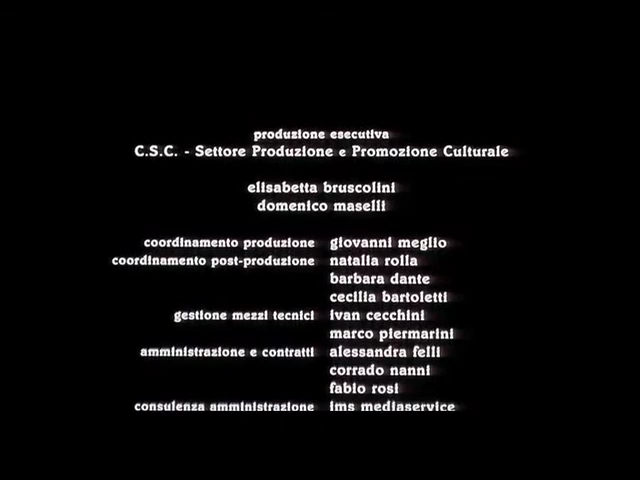 produzione esecutiva
C.S.C. - Settore Produzione e Promozione Culturale
elisabetta bruscolini
domenico maselli
coordinamento produzione giovanni meglio
coordinamento post-produzione natalia rolla
barbara dante
cecilia bartoletti
gestione mezzi tecnici ivan cecchini
marco piermarini
amministrazione e contratti alessandra felli
corrado nanni
fabio rosi
consulenza amministrazione ims mediaservice